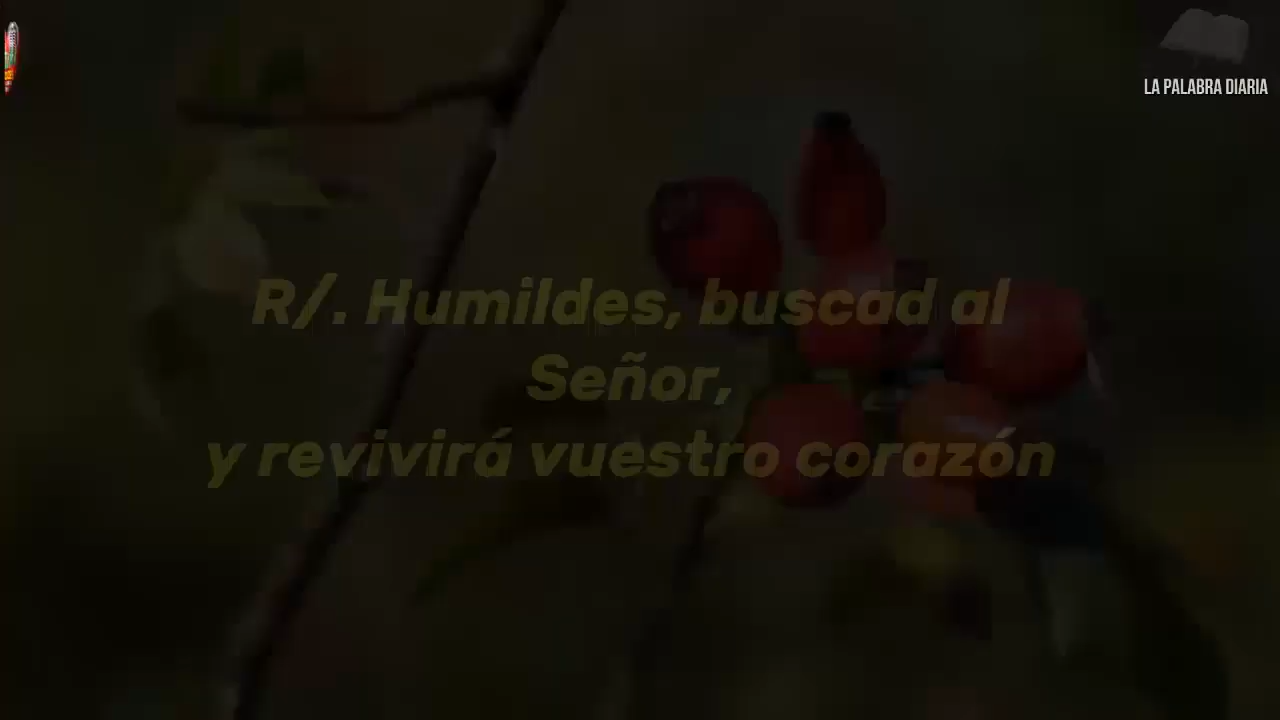 LA PALABRA DIARIA
R/. Humildes, buscad al
Señor,
y revivirá vuestro corazón